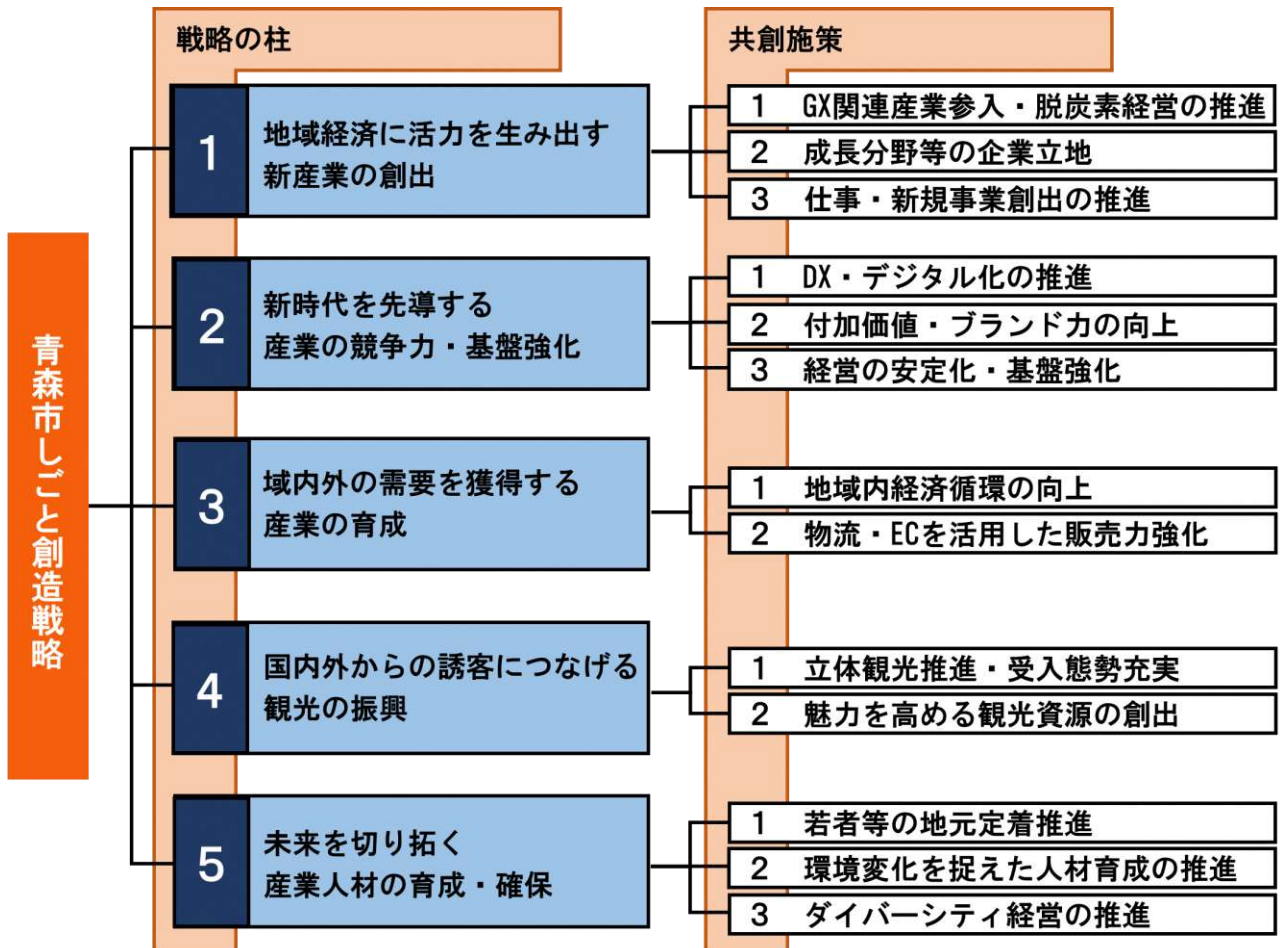 戦略の柱
共創施策
青森市しごと創造戦略
1
地域経済に活力を生み出す
新産業の創出
1 GX関連産業参入・脱炭素経営の推進
2 成長分野等の企業立地
3 仕事・新規事業創出の推進
2
新時代を先導する
産業の競争力・基盤強化
1 DX・デジタル化の推進
2 付加価値・ブランド力の向上
3 経営の安定化・基盤強化
3
域内外の需要を獲得する
産業の育成
1 地域内経済循環の向上
2 物流・ECを活用した販売力強化
4
国内外からの誘客につなげる
観光の振興
1 立体観光推進・受入態勢充実
2 魅力を高める観光資源の創出
5
未来を切り拓く
産業人材の育成・確保
1 若者等の地元定着推進
2 環境変化を捉えた人材育成の推進
3 ダイバーシティ経営の推進